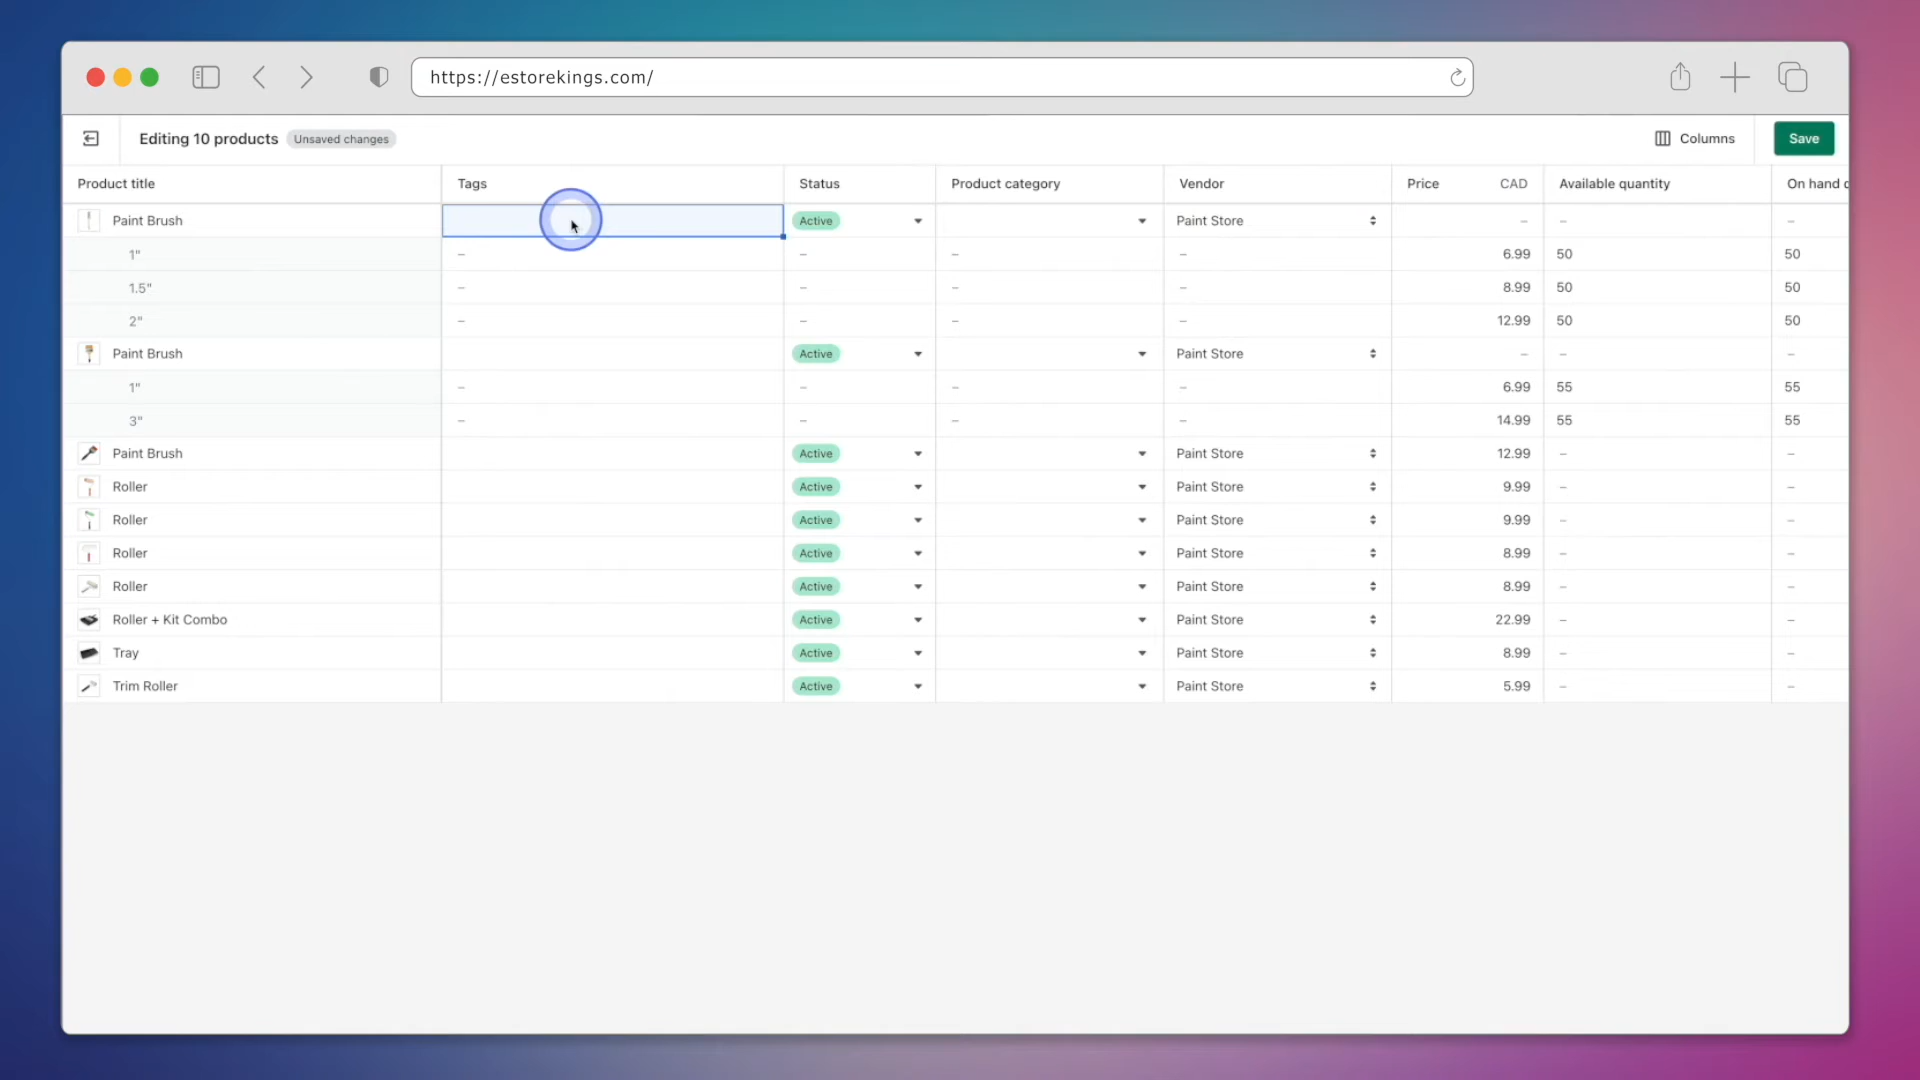 https://estorekings.com/
Editing 10 products Unsaved changes Columns Save
Product title Tags Status Product category Vendor Price CAD Available quantity On hand
Paint Brush Active Paint Store – – –
1" – – – – 6.99 50 50
1.5" – – – – 8.99 50 50
2" – – – – 12.99 50 50
Paint Brush Active Paint Store – – –
1" – – – – 6.99 55 55
3" – – – – 14.99 55 55
Paint Brush Active Paint Store 12.99 – –
Roller Active Paint Store 9.99 – –
Roller Active Paint Store 9.99 – –
Roller Active Paint Store 8.99 – –
Roller Active Paint Store 8.99 – –
Roller + Kit Combo Active Paint Store 22.99 – –
Tray Active Paint Store 8.99 – –
Trim Roller Active Paint Store 5.99 – –